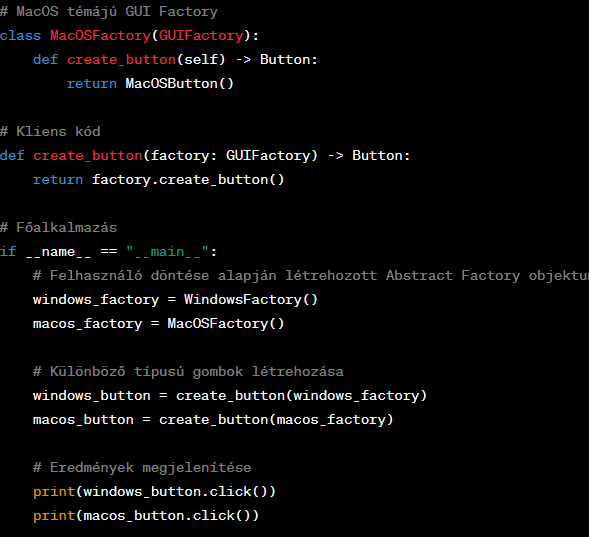 # MacOS témájú GUI Factory
class MacOSFactory(GUIFactory):
    def create_button(self) -> Button:
        return MacOSButton()

# Kliens kód
def create_button(factory: GUIFactory) -> Button:
    return factory.create_button()

# Főalkalmazás
if __name__ == "__main__":
    # Felhasználó döntése alapján létrehozott Abstract Factory objektu
    windows_factory = WindowsFactory()
    macos_factory = MacOSFactory()

    # Különböző típusú gombok létrehozása
    windows_button = create_button(windows_factory)
    macos_button = create_button(macos_factory)

    # Eredmények megjelenítése
    print(windows_button.click())
    print(macos_button.click())